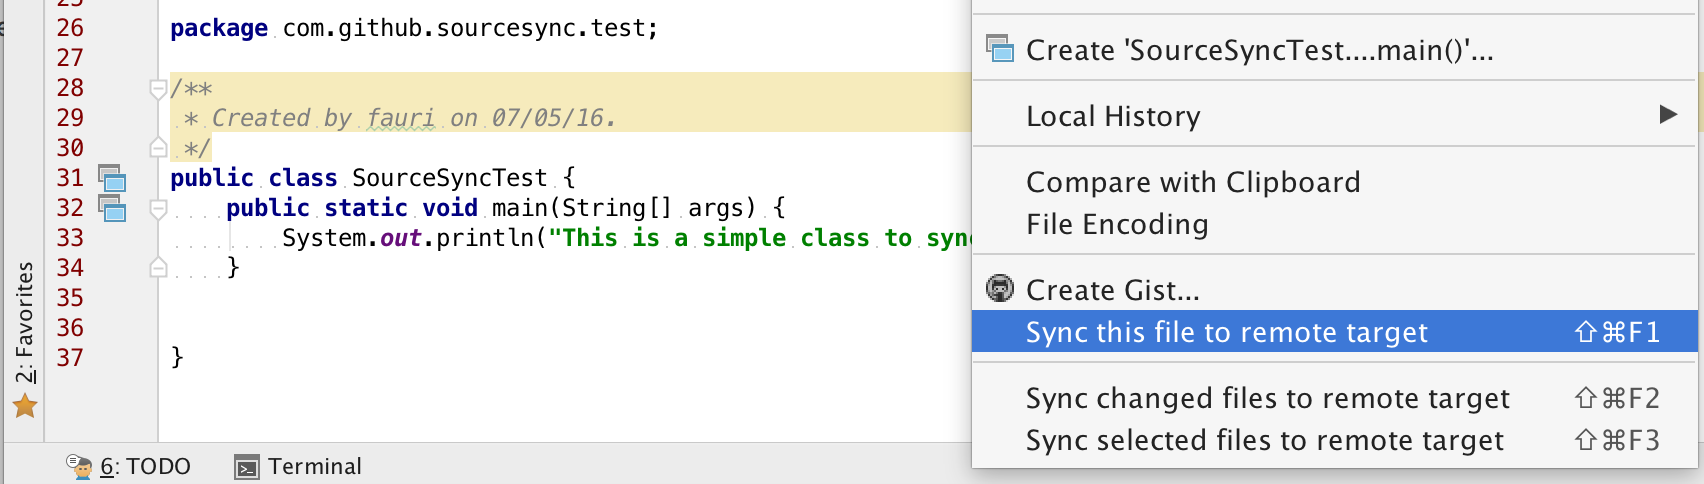 26 package com.github.sourcesync.test;
27
28 /**
29 * Created by fauri on 07/05/16.
30 */
31 public class SourceSyncTest {
32 public static void main(String[] args) {
33 System.out.println("This is a simple class to sync
34 }
35
36
37 }
2: Favorites
6: TODO
Terminal
Create 'SourceSyncTest....main()'...
Local History ▶
Compare with Clipboard
File Encoding
Create Gist...
Sync this file to remote target ⇧⌘F1
Sync changed files to remote target ⇧⌘F2
Sync selected files to remote target ⇧⌘F3